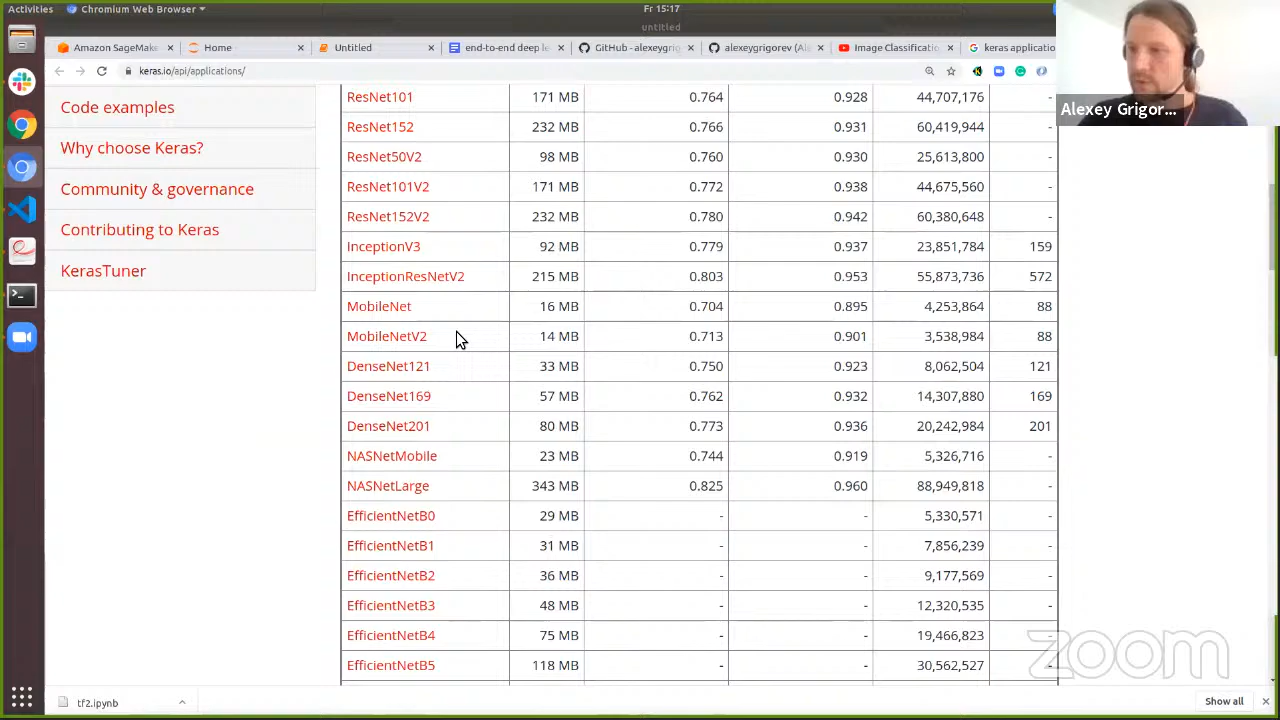 Activities Chromium Web Browser Fr 15:17
untitled
Amazon SageMak Home Untitled end-to-end deep le GitHub - alexeygri alexeygrigorev (Al Image Classificatio keras applicatio
keras.io/api/applications/
Alexey Grigor...
Code examples
Why choose Keras?
Community & governance
Contributing to Keras
KerasTuner
ResNet101 171 MB 0.764 0.928 44,707,176 -
ResNet152 232 MB 0.766 0.931 60,419,944 -
ResNet50V2 98 MB 0.760 0.930 25,613,800 -
ResNet101V2 171 MB 0.772 0.938 44,675,560 -
ResNet152V2 232 MB 0.780 0.942 60,380,648 -
InceptionV3 92 MB 0.779 0.937 23,851,784 159
InceptionResNetV2 215 MB 0.803 0.953 55,873,736 572
MobileNet 16 MB 0.704 0.895 4,253,864 88
MobileNetV2 14 MB 0.713 0.901 3,538,984 88
DenseNet121 33 MB 0.750 0.923 8,062,504 121
DenseNet169 57 MB 0.762 0.932 14,307,880 169
DenseNet201 80 MB 0.773 0.936 20,242,984 201
NASNetMobile 23 MB 0.744 0.919 5,326,716 -
NASNetLarge 343 MB 0.825 0.960 88,949,818 -
EfficientNetB0 29 MB - - 5,330,571 -
EfficientNetB1 31 MB - - 7,856,239 -
EfficientNetB2 36 MB - - 9,177,569 -
EfficientNetB3 48 MB - - 12,320,535 -
EfficientNetB4 75 MB - - 19,466,823 -
EfficientNetB5 118 MB - - 30,562,527 -
zoom
tf2.ipynb Show all